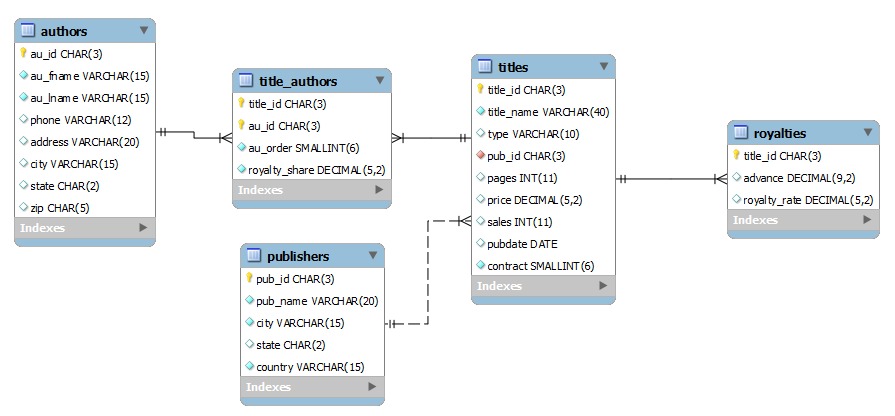 authors
au_id CHAR(3)
au_fname VARCHAR(15)
au_lname VARCHAR(15)
phone VARCHAR(12)
address VARCHAR(20)
city VARCHAR(15)
state CHAR(2)
zip CHAR(5)
Indexes
title_authors
title_id CHAR(3)
au_id CHAR(3)
au_order SMALLINT(6)
royalty_share DECIMAL(5,2)
Indexes
publishers
pub_id CHAR(3)
pub_name VARCHAR(20)
city VARCHAR(15)
state CHAR(2)
country VARCHAR(15)
Indexes
titles
title_id CHAR(3)
title_name VARCHAR(40)
type VARCHAR(10)
pub_id CHAR(3)
pages INT(11)
price DECIMAL(5,2)
sales INT(11)
pubdate DATE
contract SMALLINT(6)
Indexes
royalties
title_id CHAR(3)
advance DECIMAL(9,2)
royalty_rate DECIMAL(5,2)
Indexes